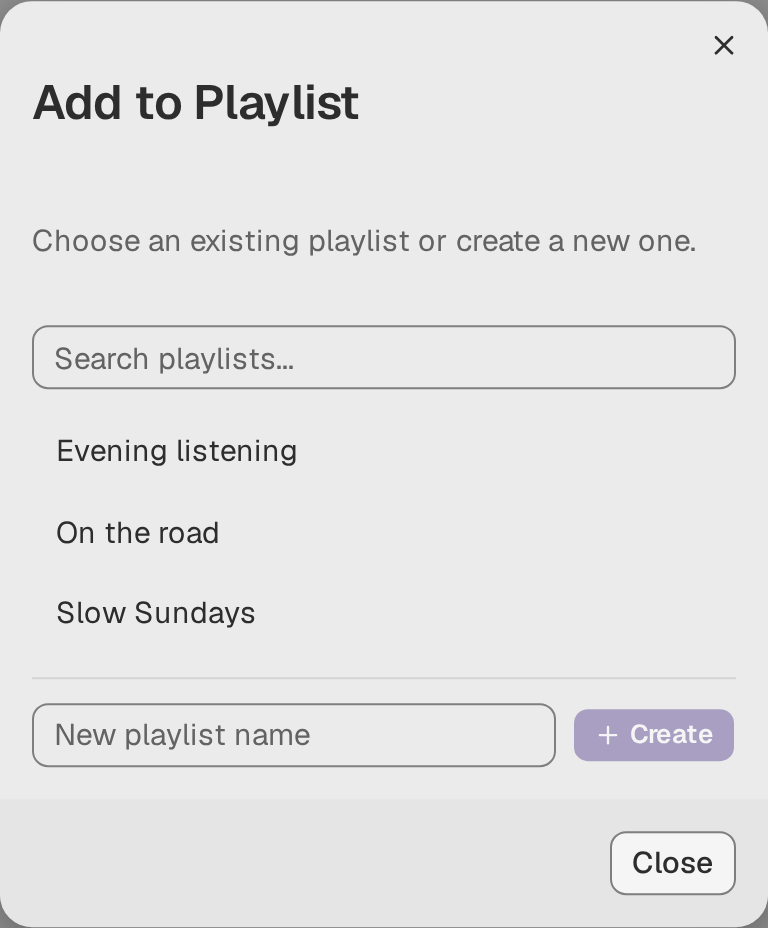 Add to Playlist
Choose an existing playlist or create a new one.
Search playlists...
Evening listening
On the road
Slow Sundays
New playlist name
Create
Close